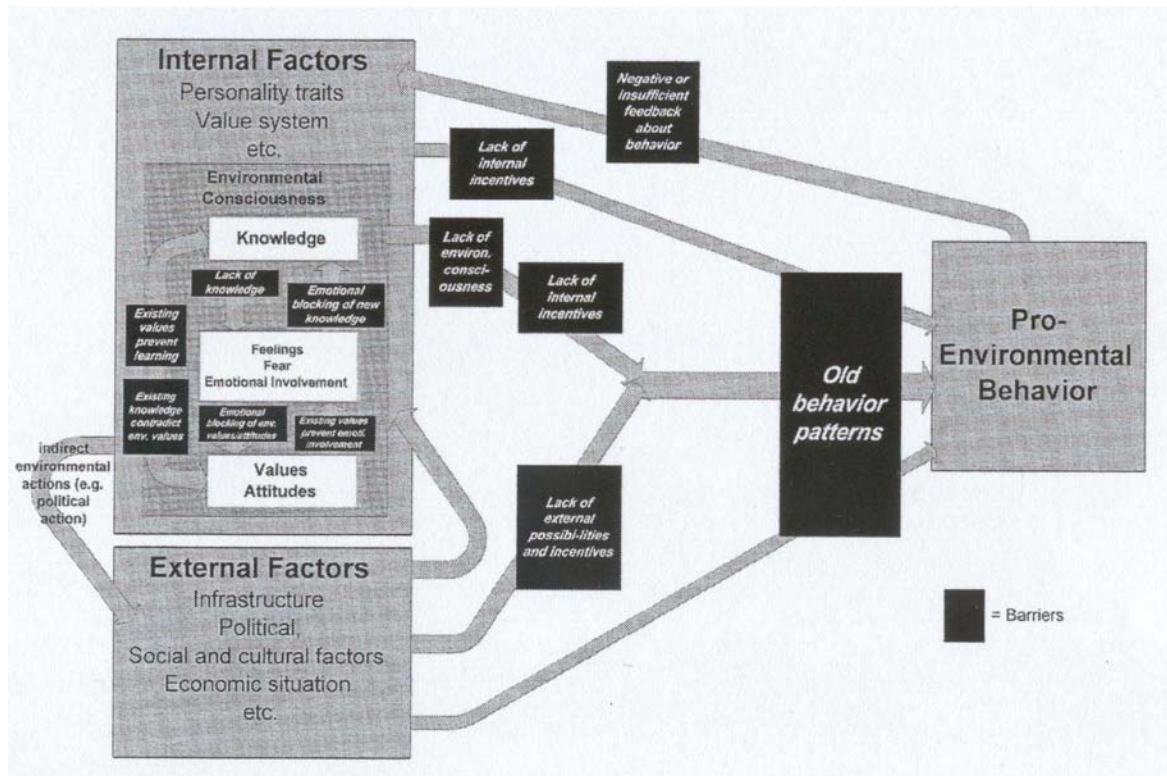 Internal Factors
Personality traits
Value system
etc.
Environmental
Consciousness
Knowledge
Lack of
knowledge
Emotional
blocking of new
knowledge
Existing
values
prevent
learning
Feelings
Fear
Emotional Involvement
Existing
knowledge
contradict
env. values
Emotional
blocking of env.
values/attitudes
Existing values
prevent emoti.
involvement
Values
Attitudes
indirect
environmental
actions (e.g.
political
action)
External Factors
Infrastructure
Political,
Social and cultural factors
Economic situation
etc.
Negative or
insufficient
feedback
about
behavior
Lack of
internal
incentives
Lack of
environ.
consci-
ousness
Lack of
internal
incentives
Lack of
external
possibi-lities
and incentives
Old
behavior
patterns
Pro-
Environmental
Behavior
= Barriers